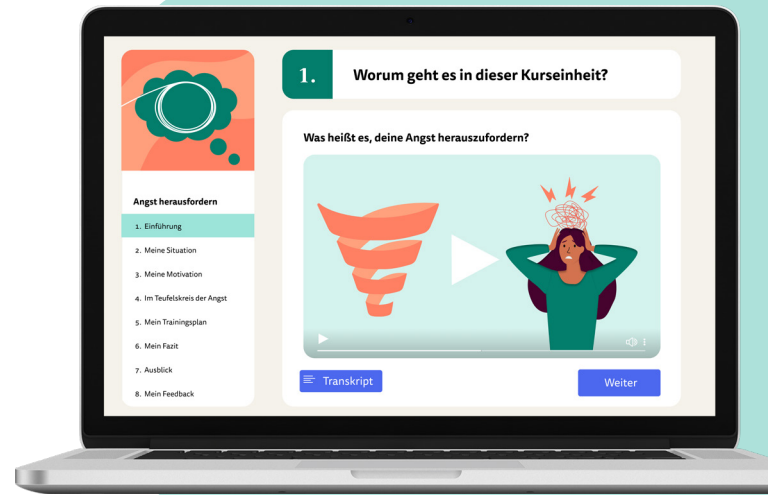 Angst herausfordern
1. Einführung
2. Meine Situation
3. Meine Motivation
4. Im Teufelskreis der Angst
5. Mein Trainingsplan
6. Mein Fazit
7. Ausblick
8. Mein Feedback
1. Worum geht es in dieser Kurseinheit?
Was heißt es, deine Angst herauszufordern?
Transkript
Weiter